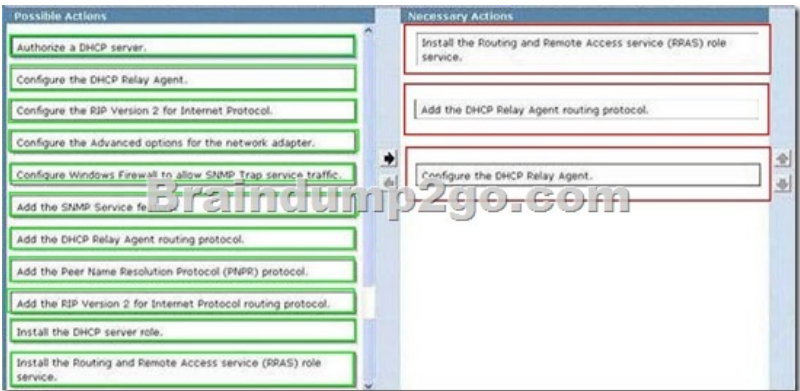 Possible Actions
Authorize a DHCP server.
Configure the DHCP Relay Agent.
Configure the RIP Version 2 for Internet Protocol.
Configure the Advanced options for the network adapter.
Configure Windows Firewall to allow SNMP Trap service traffic.
Add the SNMP Service
Add the DHCP Relay Agent routing protocol.
Add the Peer Name Resolution Protocol (PNPR) protocol.
Add the RIP Version 2 for Internet Protocol routing protocol.
Install the DHCP server role.
Install the Routing and Remote Access service (RRAS) role
service.
Necessary Actions
Install the Routing and Remote Access service (RRAS) role
service.
Add the DHCP Relay Agent routing protocol.
Configure the DHCP Relay Agent.
Braindump2go.com